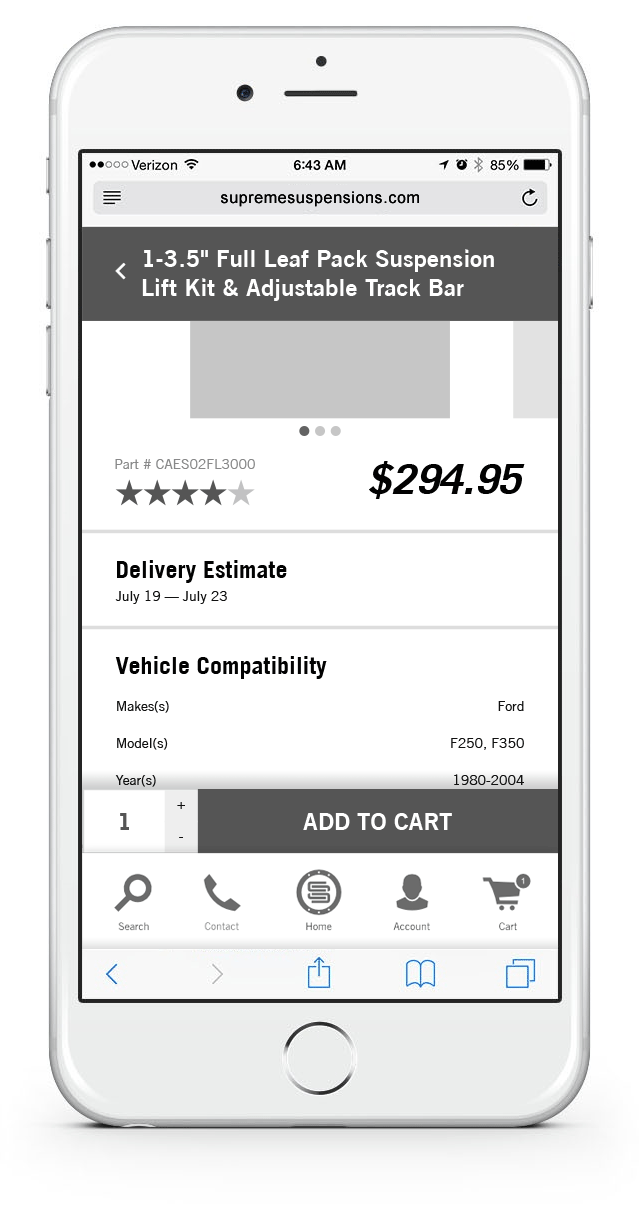 Verizon 6:43 AM 85%
supremesuspensions.com
1-3.5" Full Leaf Pack Suspension
Lift Kit & Adjustable Track Bar
Part # CAES02FL3000
$294.95
Delivery Estimate
July 19 — July 23
Vehicle Compatibility
Makes(s) Ford
Model(s) F250, F350
Year(s) 1980-2004
1 + - ADD TO CART
1
Search Contact Home Account Cart